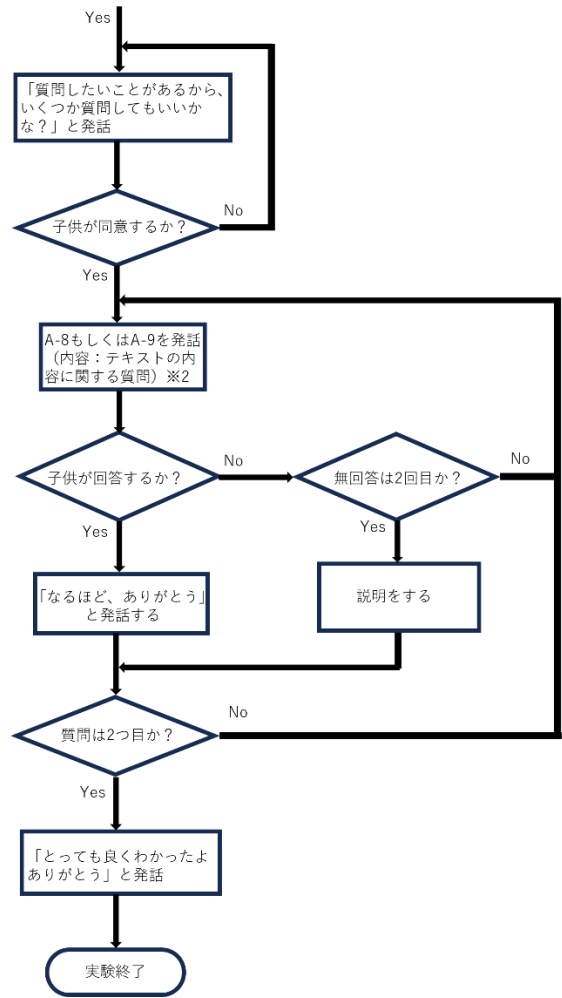 Yes
「質問したいことがあるから、
いくつか質問してもいいか
な？」と発話
子供が同意するか？
No
Yes
A-8もしくはA-9を発話
（内容：テキストの内
容に関する質問）※2
子供が回答するか？
No
無回答は2回目か？
No
Yes
Yes
「なるほど、ありがとう」
と発話する
説明をする
質問は2つ目か？
No
Yes
「とっても良くわかったよ
ありがとう」と発話
実験終了